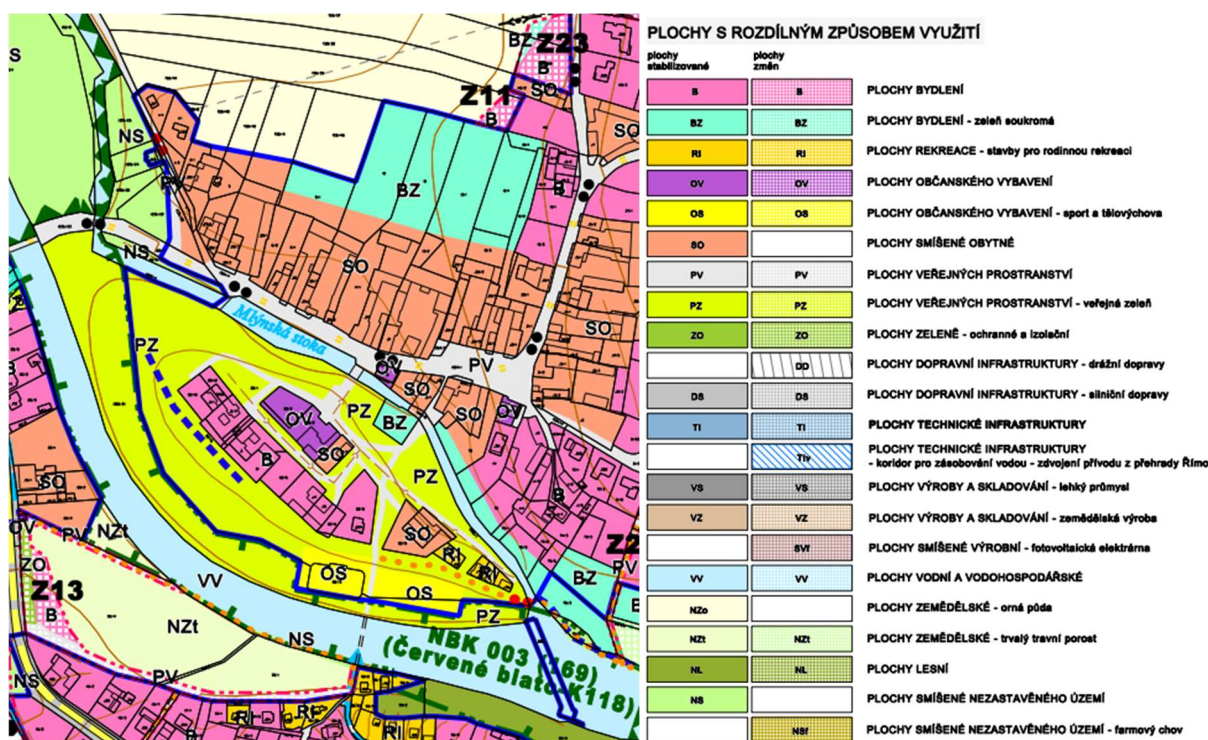 S
BZ
Z23
B
SO
Z11
B
NS
SO
PV
BZ
B
NS
SO
SO
Mlýnská stoka
PZ
PV
OV
SO
B
OV
PZ
BZ
SO
OV
SO
B
SO
PZ
B
SO
RI
RI
SO
OV
PV
NZt
ZO
VV
OS
OS
PZ
BZ
PV
B
Z13
B
NZt
NS
NBK 003
(Červené blato-K118)
PV
NS
RI
RI
RI
B
PLOCHY S ROZDÍLNÝM ZPŮSOBEM VYUŽITÍ
plochy stabilizované
plochy změn
B B PLOCHY BYDLENÍ
BZ BZ PLOCHY BYDLENÍ - zeleň soukromá
RI RI PLOCHY REKREACE - stavby pro rodinnou rekreaci
OV OV PLOCHY OBČANSKÉHO VYBAVENÍ
OS OS PLOCHY OBČANSKÉHO VYBAVENÍ - sport a tělovýchova
SO PLOCHY SMÍŠENÉ OBYTNÉ
PV PV PLOCHY VEŘEJNÝCH PROSTRANSTVÍ
PZ PZ PLOCHY VEŘEJNÝCH PROSTRANSTVÍ - veřejná zeleň
ZO ZO PLOCHY ZELENĚ - ochranné a izolační
DD PLOCHY DOPRAVNÍ INFRASTRUKTURY - drážní dopravy
DS DS PLOCHY DOPRAVNÍ INFRASTRUKTURY - silniční dopravy
TI TI PLOCHY TECHNICKÉ INFRASTRUKTURY
TIv PLOCHY TECHNICKÉ INFRASTRUKTURY
- koridor pro zásobování vodou - zdvojení přívodu z přehrady Římo
VS VS PLOCHY VÝROBY A SKLADOVÁNÍ - lehký průmysl
VZ VZ PLOCHY VÝROBY A SKLADOVÁNÍ - zemědělská výroba
SVf PLOCHY SMÍŠENÉ VÝROBNÍ - fotovoltaická elektrárna
VV VV PLOCHY VODNÍ A VODOHOSPODÁŘSKÉ
NZo PLOCHY ZEMĚDĚLSKÉ - orná půda
NZt NZt PLOCHY ZEMĚDĚLSKÉ - trvalý travní porost
NL NL PLOCHY LESNÍ
NS PLOCHY SMÍŠENÉ NEZASTAVĚNÉHO ÚZEMÍ
NSf PLOCHY SMÍŠENÉ NEZASTAVĚNÉHO ÚZEMÍ - farmový chov